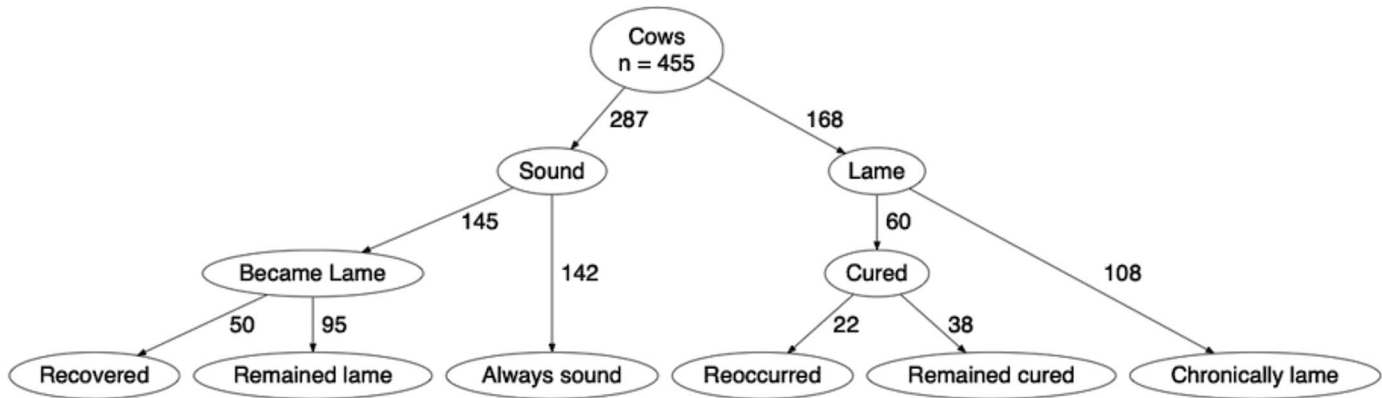 Cows
n = 455
287
168
Sound
Lame
145
142
60
108
Became Lame
Cured
50
95
22
38
Recovered
Remained lame
Always sound
Reoccurred
Remained cured
Chronically lame